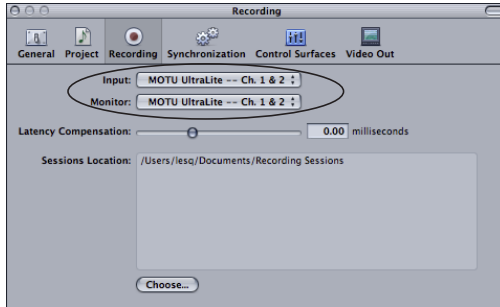 Recording
General Project Recording Synchronization Control Surfaces Video Out
Input: MOTU UltraLite -- Ch. 1 & 2
Monitor: MOTU UltraLite -- Ch. 1 & 2
Latency Compensation: 0.00 milliseconds
Sessions Location: /Users/lesq/Documents/Recording Sessions
Choose...